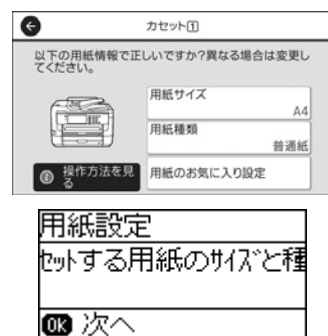 カセット1
以下の用紙情報で正しいですか?異なる場合は変更し
てください。
用紙サイズ
A4
用紙種類
普通紙
操作方法を見
る
用紙のお気に入り設定
用紙設定
セットする用紙のサイズと種
OK 次へ